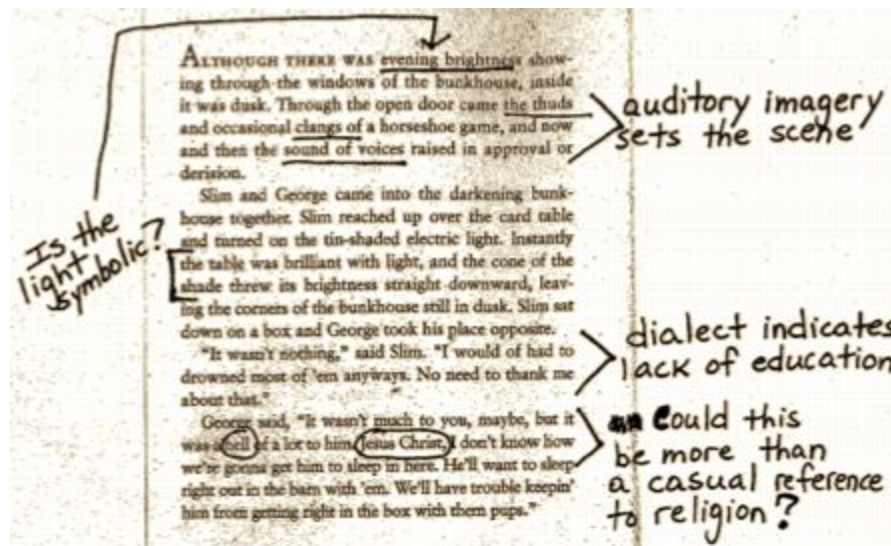 ALTHOUGH THERE WAS evening brightness show-
ing through the windows of the bunkhouse, inside
it was dusk. Through the open door came the thuds
and occasional clangs of a horseshoe game, and now
and then the sound of voices raised in approval or
derision.
Slim and George came into the darkening bunk-
house together. Slim reached up over the card table
and turned on the tin-shaded electric light. Instantly
the table was brilliant with light, and the cone of the
shade threw its brightness straight downward, leav-
ing the corners of the bunkhouse still in dusk. Slim sat
down on a box and George took his place opposite.
"It wasn't nothing," said Slim. "I would of had to
drowned most of 'em anyways. No need to thank me
about that."
George said, "It wasn't much to you, maybe, but it
was a hell of a lot to him. Jesus Christ, I don't know how
we're gonna get him to sleep in here. He'll want to sleep
right out in the barn with 'em. We'll have trouble keepin'
him from getting right in the box with them pups."
Is the
light
symbolic?
auditory imagery
sets the scene
dialect indicates
lack of education
Could this
be more than
a casual reference
to religion?